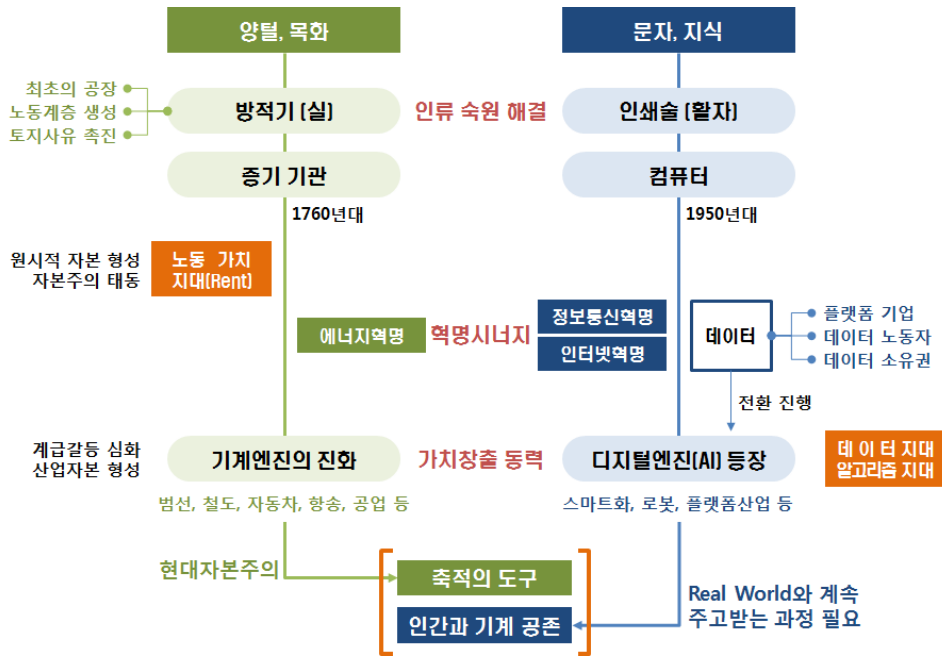 양털, 목화
문자, 지식
최초의 공장
노동계층 생성
토지사유 촉진
방적기 (실)
인류 숙원 해결
인쇄술 (활자)
증기 기관
컴퓨터
1760년대
1950년대
원시적 자본 형성
자본주의 태동
노동 가치
지대(Rent)
에너지혁명
혁명시너지
정보통신혁명
인터넷혁명
데이터
플랫폼 기업
데이터 노동자
데이터 소유권
전환 진행
계급갈등 심화
산업자본 형성
기계엔진의 진화
가치창출 동력
디지털엔진(AI) 등장
데 이 터 지대
알고리즘 지대
범선, 철도, 자동차, 항송, 공업 등
스마트화, 로봇, 플랫폼산업 등
현대자본주의
축적의 도구
인간과 기계 공존
Real World와 계속
주고받는 과정 필요